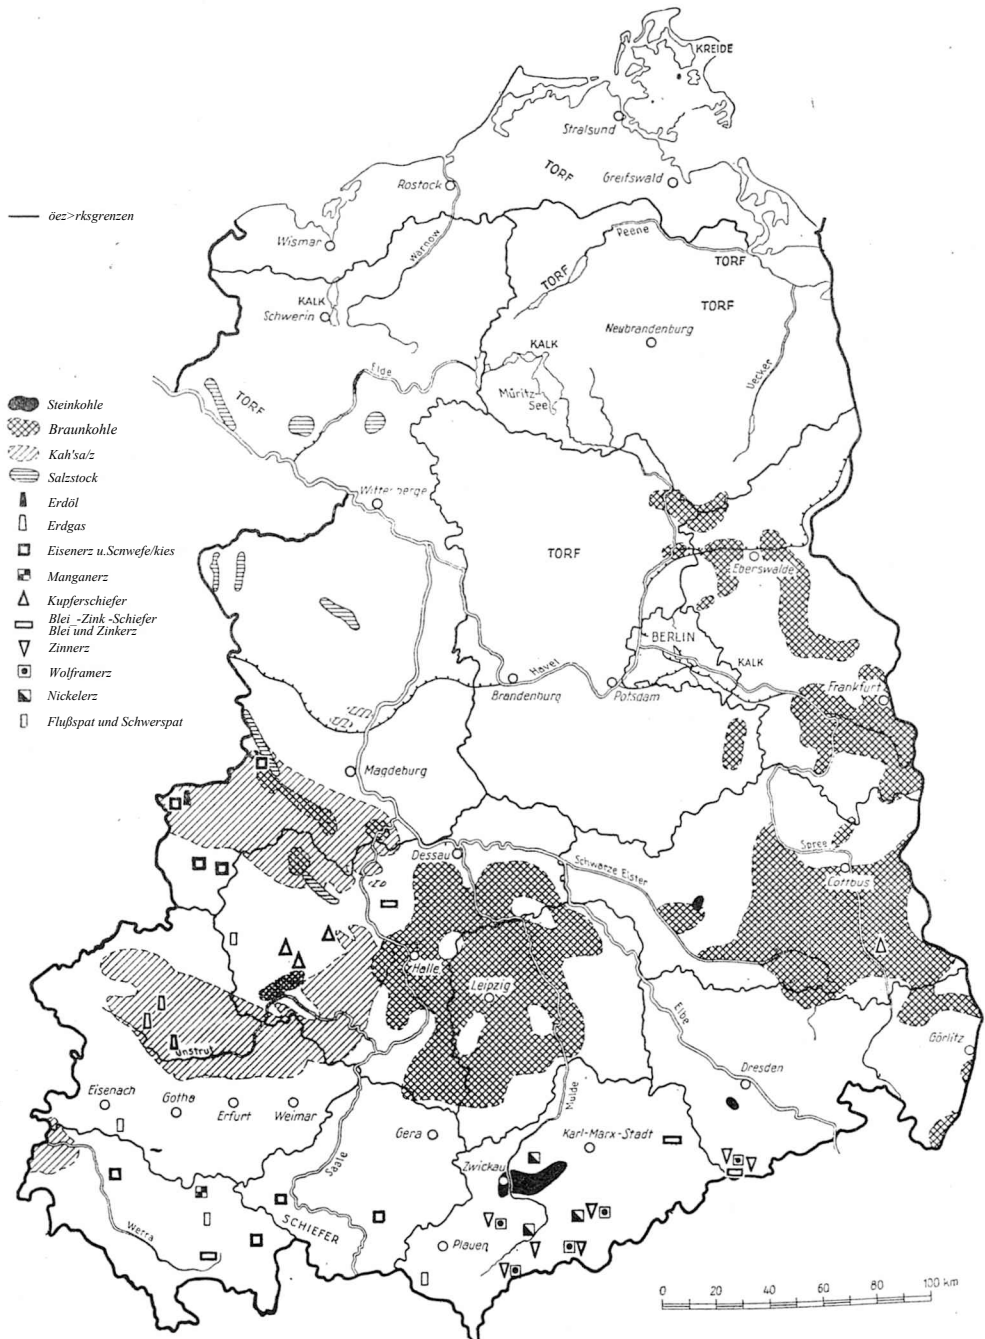 öez>rksgrenzen
Steinkohle
Braunkohle
Kah'sa/z
Salzstock
Erdöl
Erdgas
Eisenerz u.Scnwefe/kies
Manganerz
Kupferschiefer
Blei_-Zink-Schiefer
Blei und Zinkerz
Zinnerz
Wolframerz
Nickelerz
Flußspat und Schwerspat
KREIDE
Stralsund
TORF
Greifswald
Rostock
Wismar
Warnow
Peene
TORF
TORF
KALK
Schwerin
TORF
Neubrandenburg
KALK
Elde
Müritz-
See
Uecker
TORF
TORF
Eberswalde
BERLIN
KALK
Havel
Brandenburg
Potsdam
Frankfurt
Magdeburg
Dessau
Schwarze Elster
Spree
Cottbus
Halle
Leipzig
Elbe
Görlitz
Unstrut
Dresden
Eisenach
Gotha
Erfurt
Weimar
Gera
Mulde
Karl-Marx-Stadt
Saale
Zwickau
Werra
SCHIEFER
Plauen
0 20 40 60 80 100 km